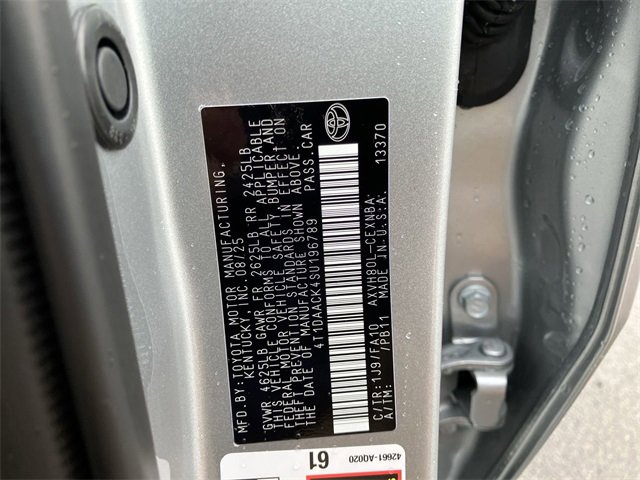 MFD.BY:TOYOTA MOTOR MANUFACTURING,
KENTUCKY, INC. 08/25
GVWR 4625LB GAWR FR 2625LB RR 2425LB
THIS VEHICLE CONFORMS TO ALL APPLICABLE
FEDERAL MOTOR VEHICLE SAFETY, BUMPER AND
THEFT PREVENTION STANDARDS IN EFFECT ON
THE DATE OF MANUFACTURE SHOWN ABOVE.
4T1DAACK4SU196789 PASS.CAR
C/TR:1J9/FA10 AXVH80L-CEXNBA
A/TM: /PB11 MADE IN U.S.A. 13370
61
42661-AQ020